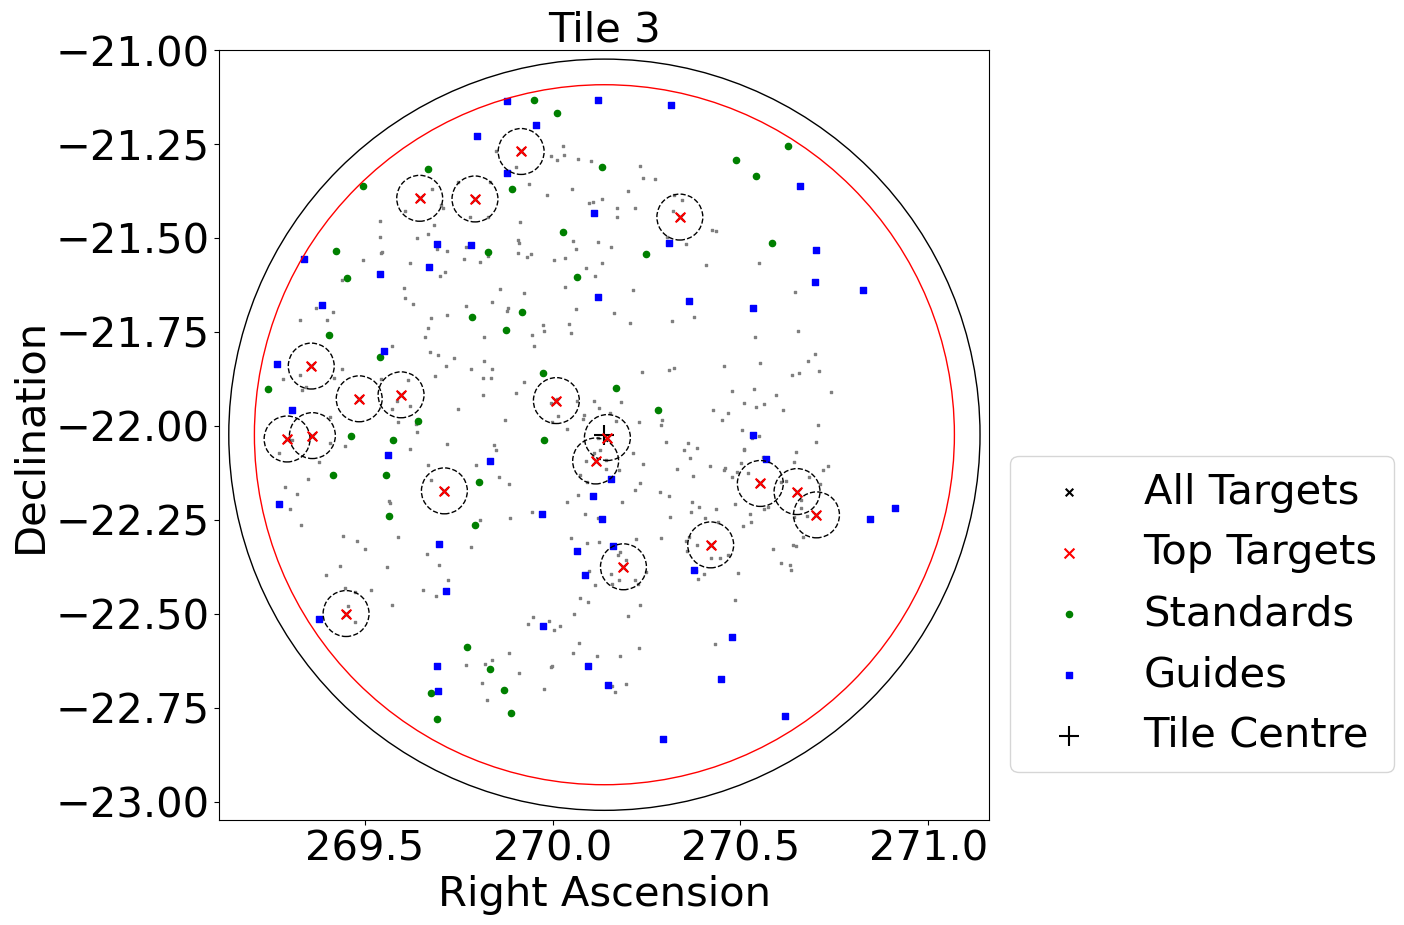 Tile 3
−21.00
−21.25
−21.50
−21.75
−22.00
−22.25
−22.50
−22.75
−23.00
Declination
269.5 270.0 270.5 271.0
Right Ascension
All Targets
Top Targets
Standards
Guides
Tile Centre